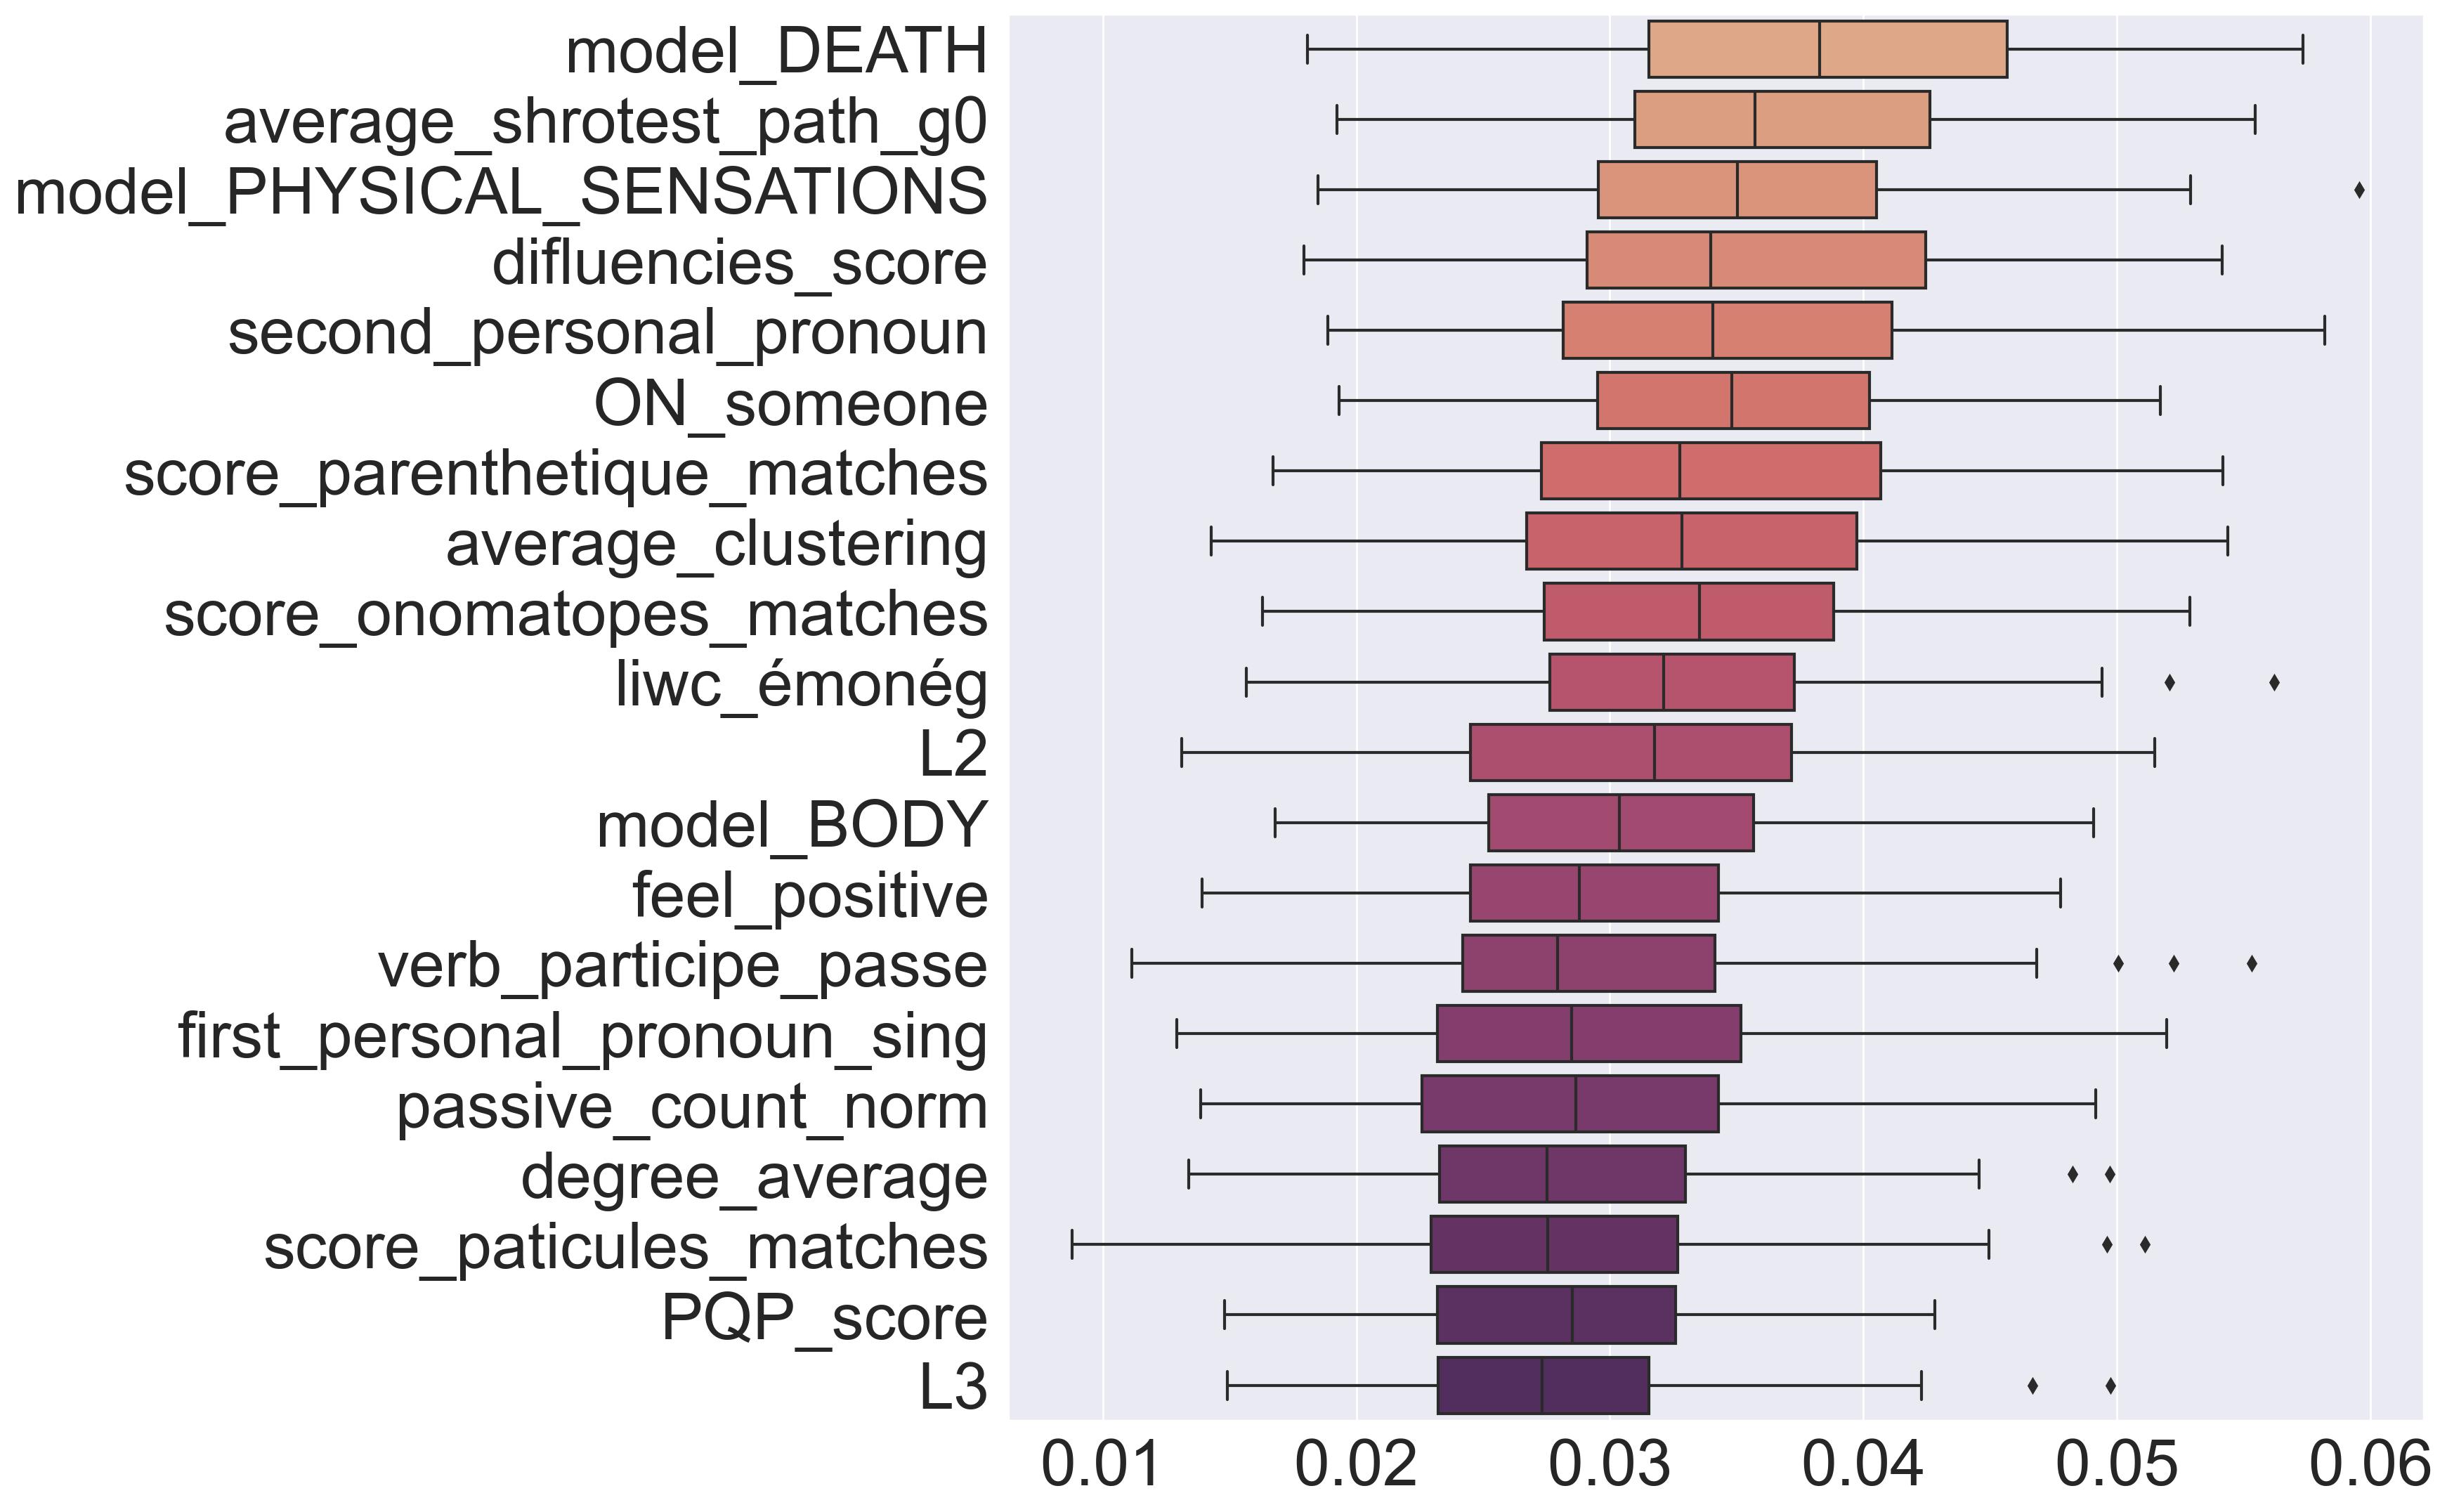 model_DEATH
average_shrotest_path_g0
model_PHYSICAL_SENSATIONS
difluencies_score
second_personal_pronoun
ON_someone
score_parenthetique_matches
average_clustering
score_onomatopes_matches
liwc_émonég
L2
model_BODY
feel_positive
verb_participe_passe
first_personal_pronoun_sing
passive_count_norm
degree_average
score_paticules_matches
PQP_score
L3
0.01 0.02 0.03 0.04 0.05 0.06